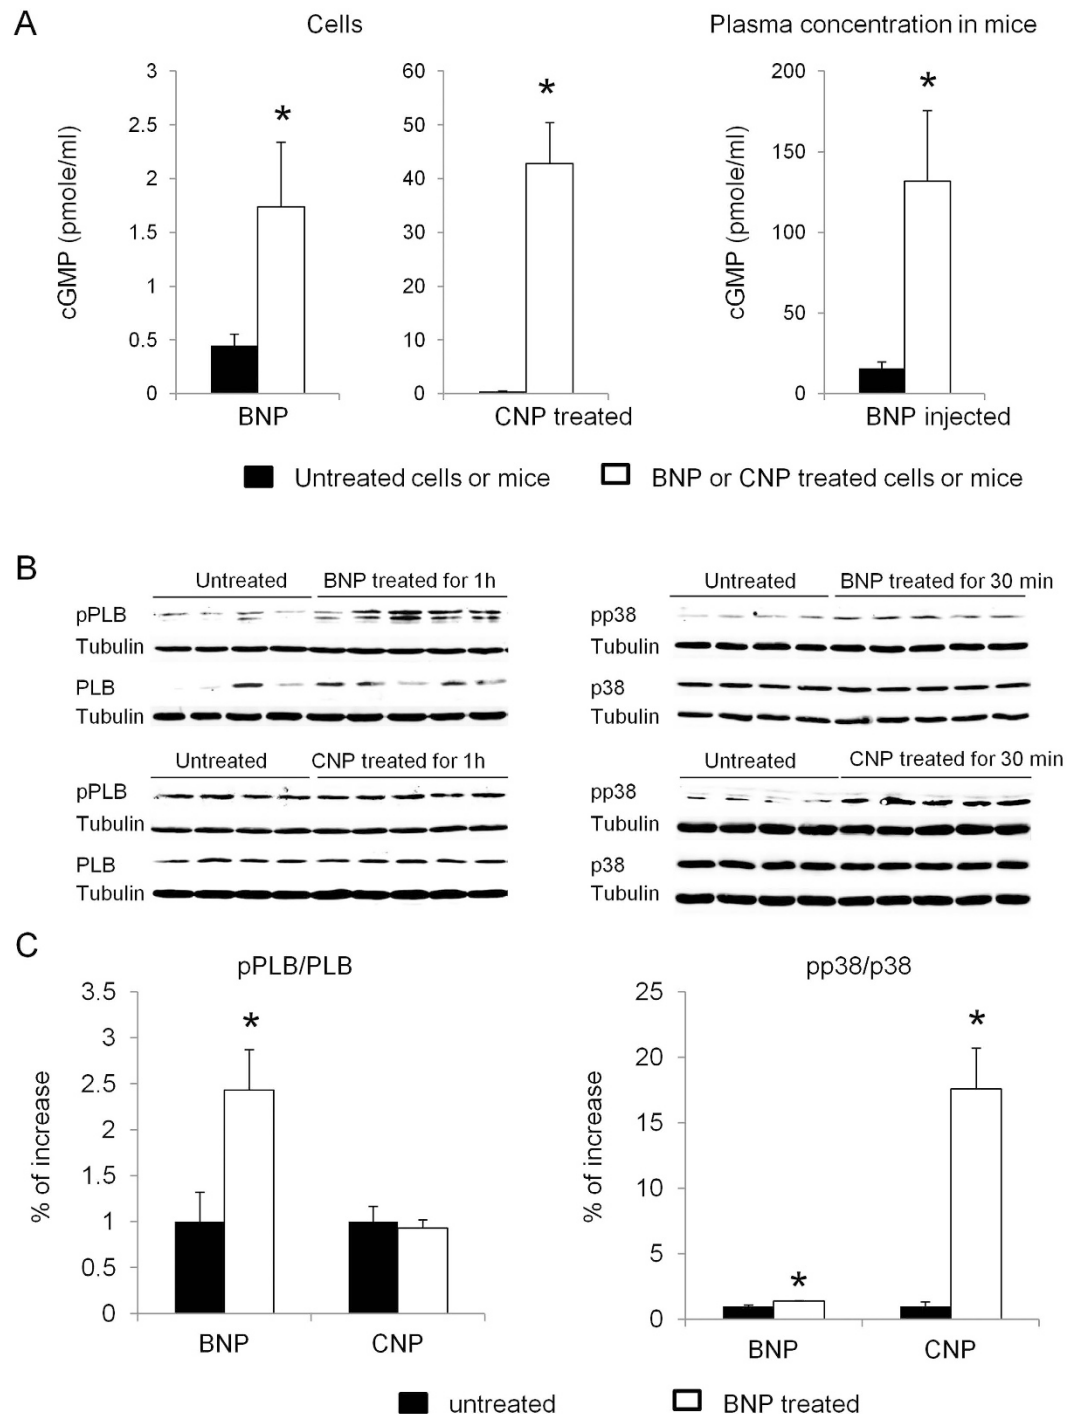 A
Cells
Plasma concentration in mice
cGMP (pmole/ml)
3
2.5
2
1.5
1
0.5
0
*
BNP
60
50
40
30
20
10
0
*
CNP treated
cGMP (pmole/ml)
200
150
100
50
0
*
BNP injected
Untreated cells or mice
BNP or CNP treated cells or mice
B
Untreated
BNP treated for 1h
pPLB
Tubulin
PLB
Tubulin
Untreated
BNP treated for 30 min
pp38
Tubulin
p38
Tubulin
Untreated
CNP treated for 1h
pPLB
Tubulin
PLB
Tubulin
Untreated
CNP treated for 30 min
pp38
Tubulin
p38
Tubulin
C
pPLB/PLB
% of increase
3.5
3
2.5
2
1.5
1
0.5
0
*
BNP
CNP
pp38/p38
% of increase
25
20
15
10
5
0
*
*
BNP
CNP
untreated
BNP treated